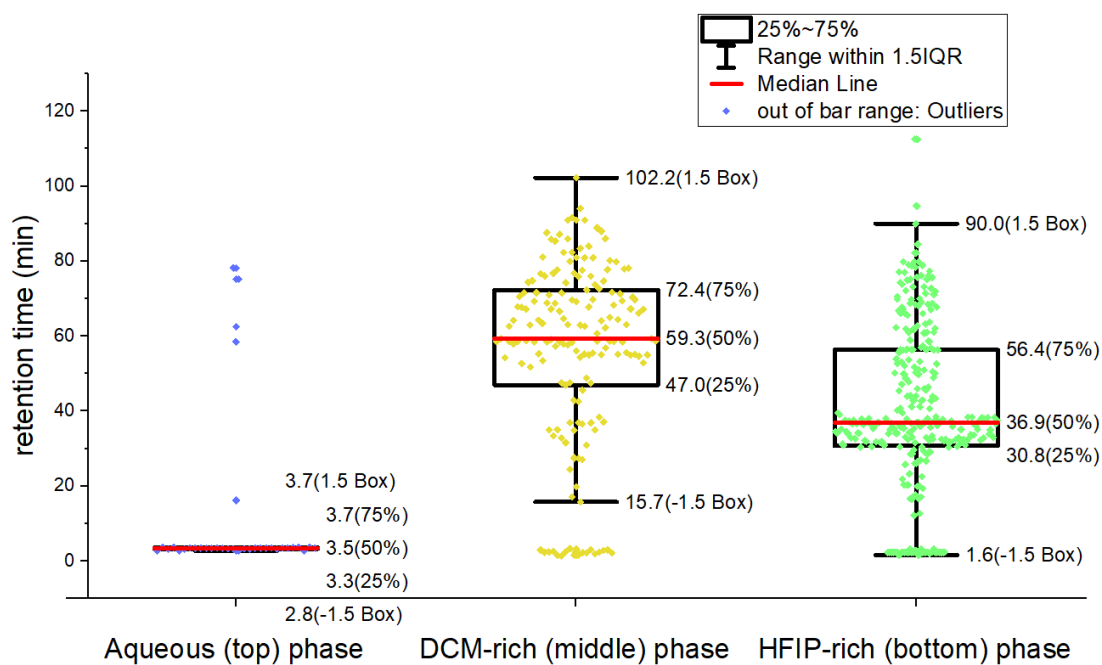 25%~75%
Range within 1.5IQR
Median Line
out of bar range: Outliers
retention time (min)
120
100
80
60
40
20
0
3.7(1.5 Box)
3.7(75%)
3.5(50%)
3.3(25%)
2.8(-1.5 Box)
102.2(1.5 Box)
72.4(75%)
59.3(50%)
47.0(25%)
15.7(-1.5 Box)
90.0(1.5 Box)
56.4(75%)
36.9(50%)
30.8(25%)
1.6(-1.5 Box)
Aqueous (top) phase
DCM-rich (middle) phase
HFIP-rich (bottom) phase